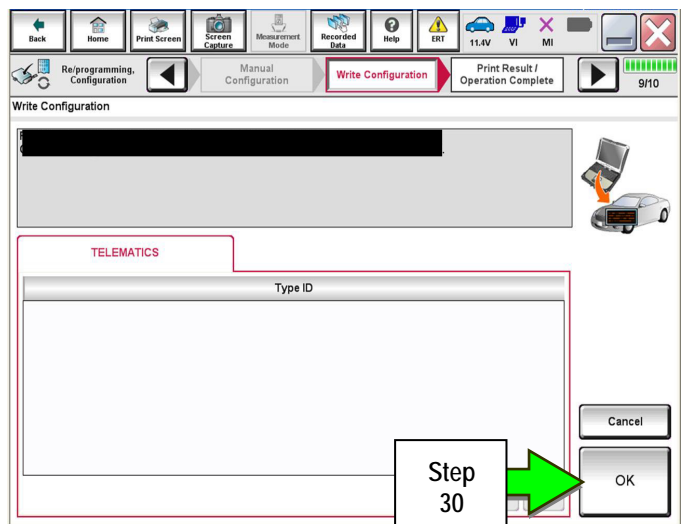 Back
Home
Print Screen
Screen
Capture
Measurement
Mode
Recorded
Data
Help
ERT
11.4V
VI
MI
Re/programming,
Configuration
Manual
Configuration
Write Configuration
Print Result /
Operation Complete
9/10
Write Configuration
TELEMATICS
Type ID
Cancel
Step
30
OK